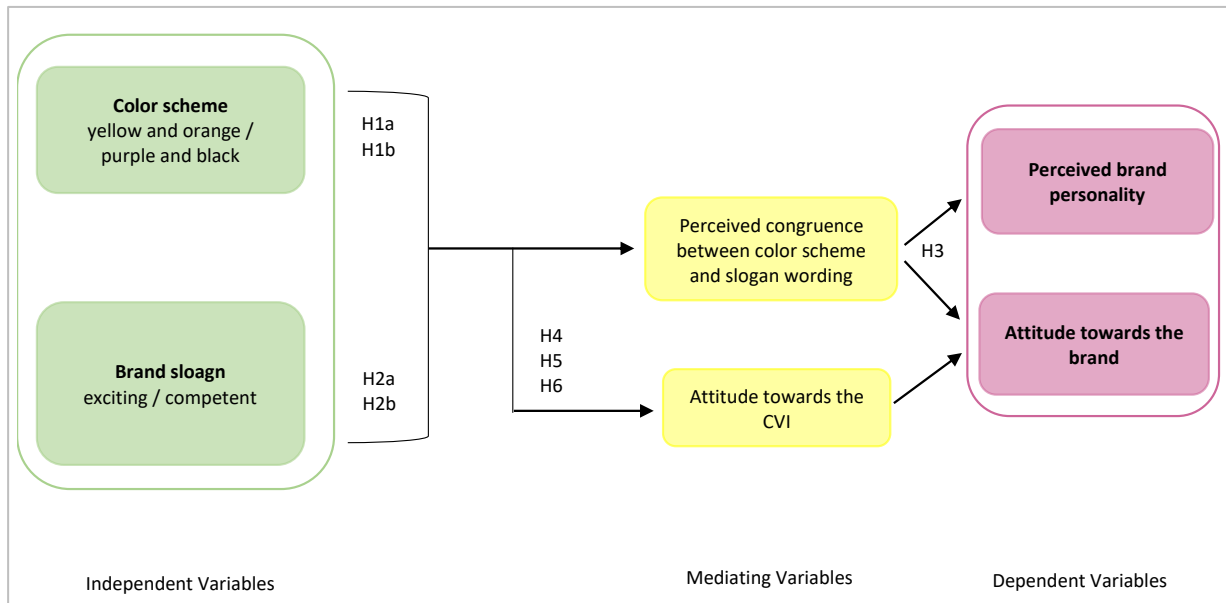 Color scheme
yellow and orange /
purple and black
H1a
H1b
Brand sloagn
exciting / competent
H2a
H2b
H4
H5
H6
Perceived congruence
between color scheme
and slogan wording
Attitude towards the
CVI
H3
Perceived brand
personality
Attitude towards the
brand
Independent Variables
Mediating Variables
Dependent Variables